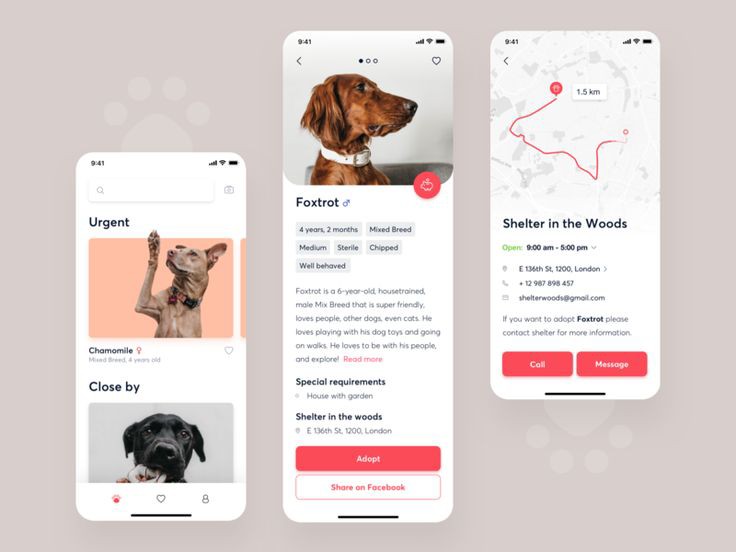 9:41
Urgent
Chamomile ♀
Mixed Breed, 4 years old
Close by
9:41
Foxtrot ♂
4 years, 2 months
Mixed Breed
Medium
Sterile
Chipped
Well behaved
Foxtrot is a 6-year-old, housetrained,
male Mix Breed that is super friendly,
loves people, other dogs, even cats. He
loves playing with his dog toys and going
on walks. He loves to be with his people,
and explore! Read more
Special requirements
House with garden
Shelter in the woods
E 136th St, 1200, London
Adopt
Share on Facebook
9:41
1.5 km
Shelter in the Woods
Open: 9:00 am - 5:00 pm
E 136th St, 1200, London
+ 12 987 898 457
shelterwoods@gmail.com
If you want to adopt Foxtrot please
contact shelter for more information.
Call
Message